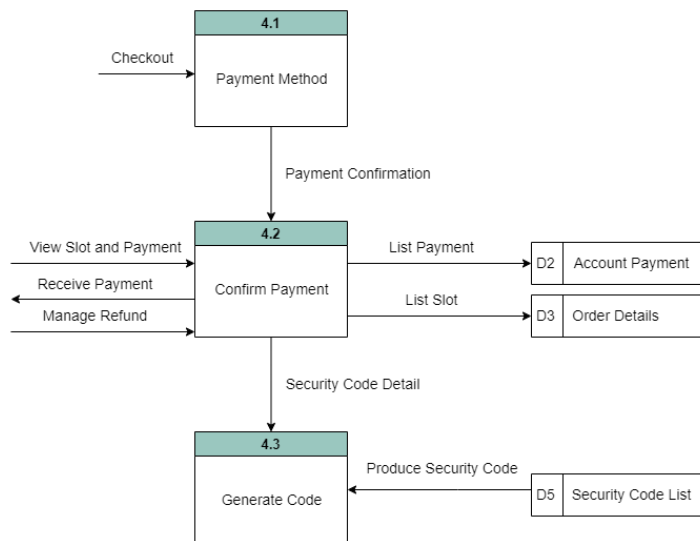 4.1
Checkout
Payment Method
Payment Confirmation
4.2
View Slot and Payment
List Payment
D2 Account Payment
Receive Payment
Confirm Payment
List Slot
Manage Refund
D3 Order Details
Security Code Detail
4.3
Produce Security Code
Generate Code
D5 Security Code List